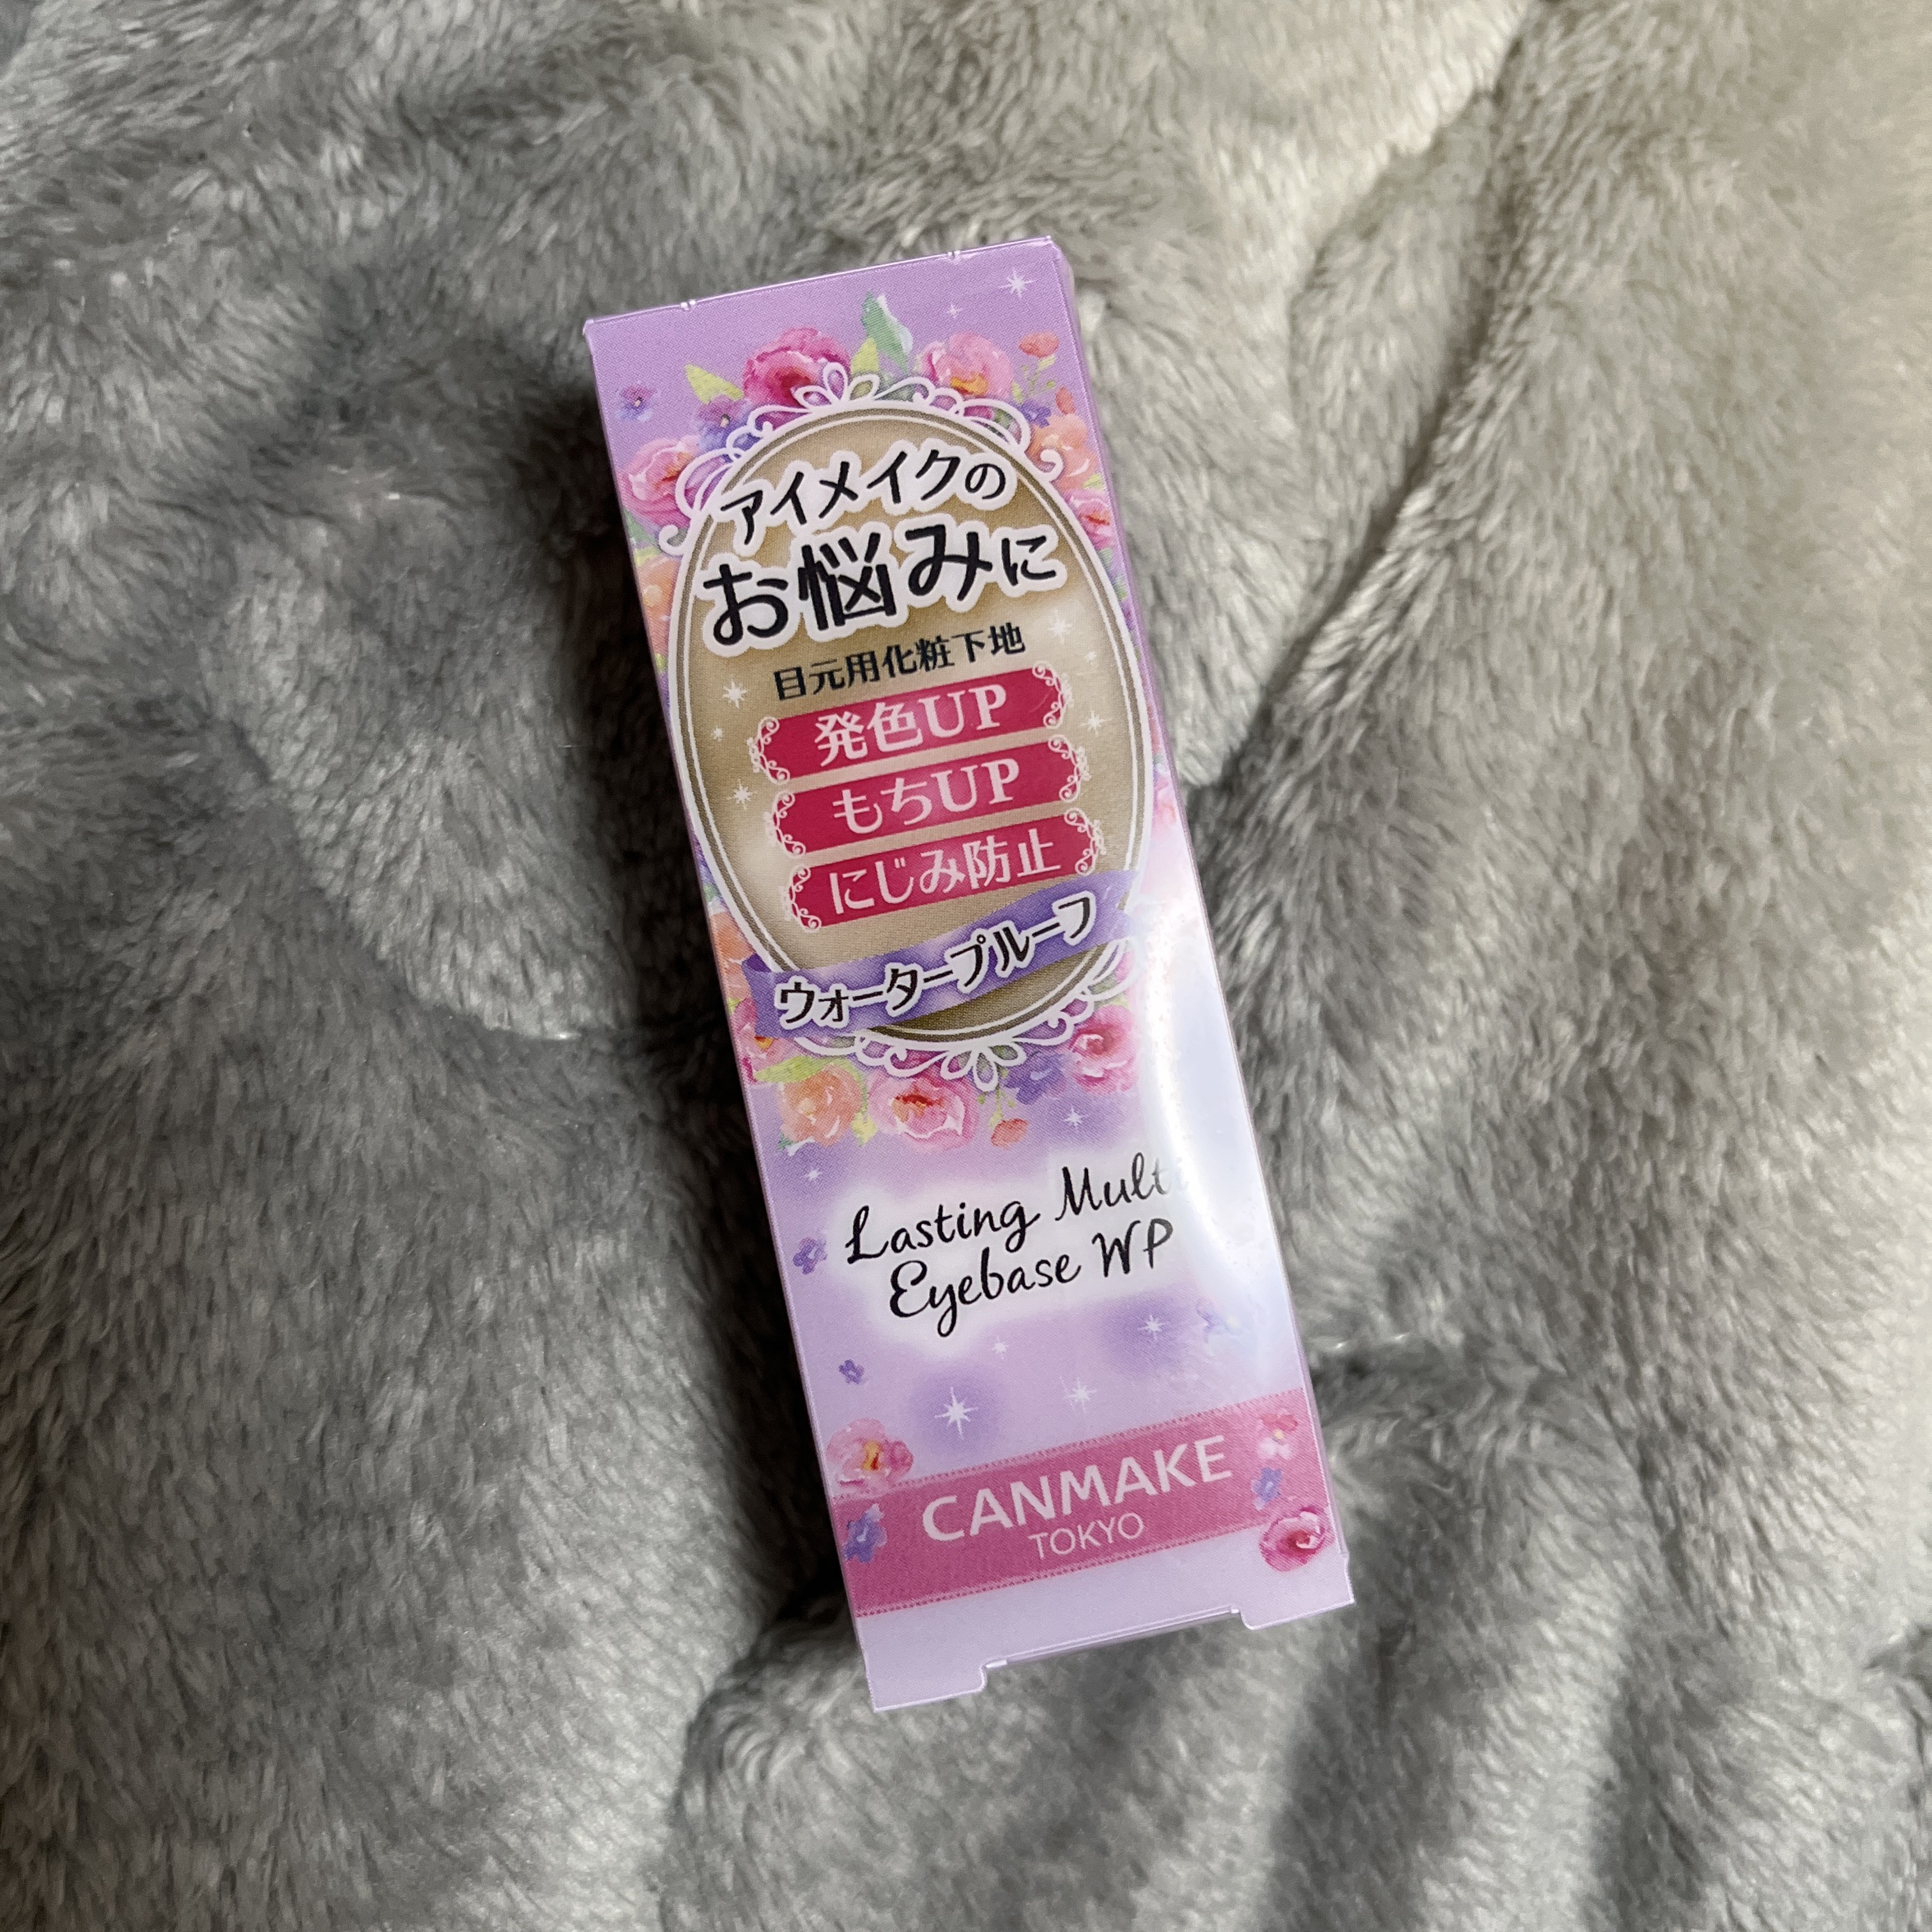 アイメイクの
お悩みに
目元用化粧下地
発色UP
もちUP
にじみ防止
ウォータープルーフ
Lasting Multi
Eyebase WP
CANMAKE
TOKYO